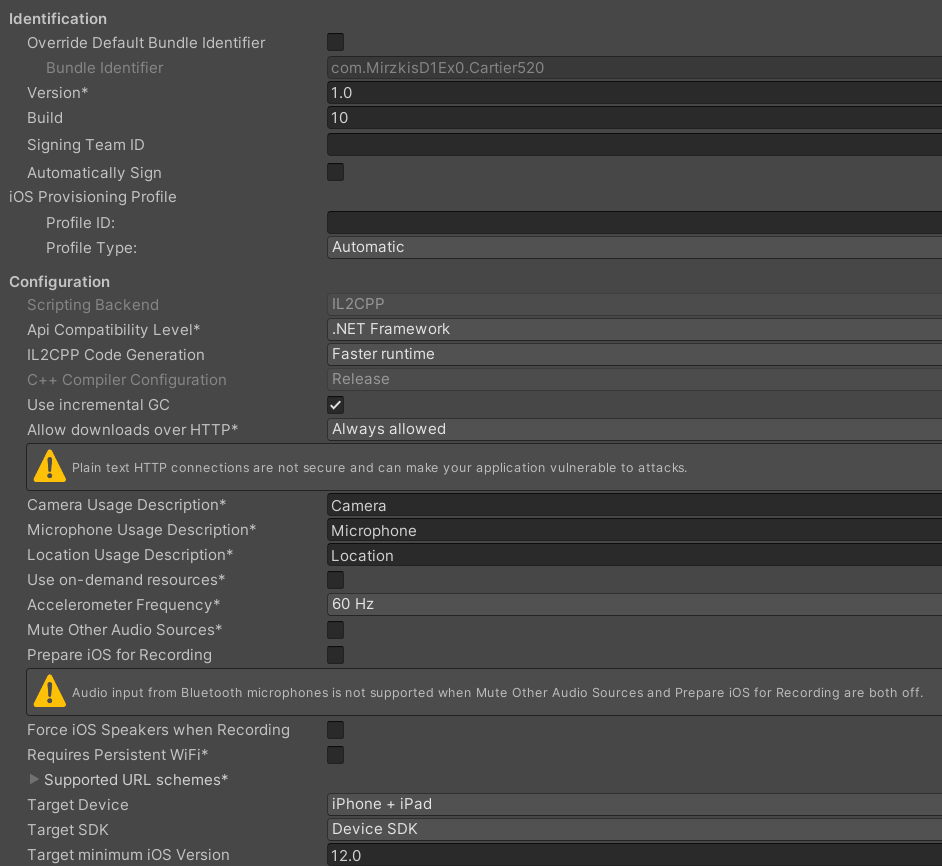 Identification
Override Default Bundle Identifier
Bundle Identifier com.MirzkisD1Ex0.Cartier520
Version* 1.0
Build 10
Signing Team ID
Automatically Sign
iOS Provisioning Profile
Profile ID:
Profile Type: Automatic
Configuration
Scripting Backend IL2CPP
Api Compatibility Level* .NET Framework
IL2CPP Code Generation Faster runtime
C++ Compiler Configuration Release
Use incremental GC
Allow downloads over HTTP* Always allowed
Plain text HTTP connections are not secure and can make your application vulnerable to attacks.
Camera Usage Description* Camera
Microphone Usage Description* Microphone
Location Usage Description* Location
Use on-demand resources*
Accelerometer Frequency* 60 Hz
Mute Other Audio Sources*
Prepare iOS for Recording
Audio input from Bluetooth microphones is not supported when Mute Other Audio Sources and Prepare iOS for Recording are both off.
Force iOS Speakers when Recording
Requires Persistent WiFi*
Supported URL schemes*
Target Device iPhone + iPad
Target SDK Device SDK
Target minimum iOS Version 12.0